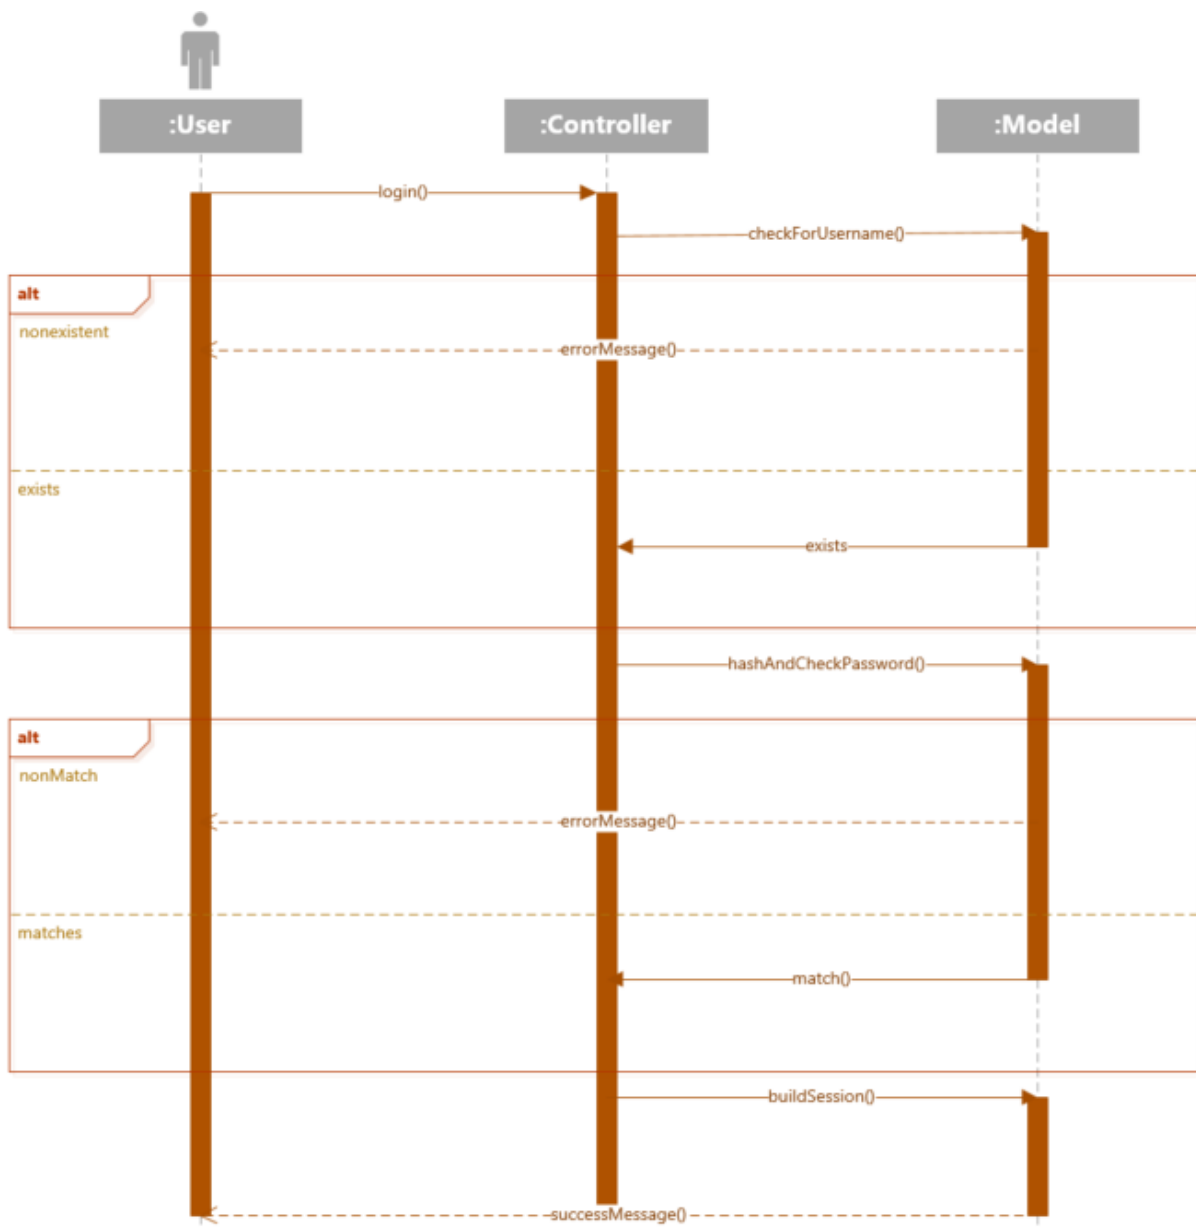 :User
:Controller
:Model
login()
checkForUsername()
alt
nonexistent
errorMessage()
exists
exists
hashAndCheckPassword()
alt
nonMatch
errorMessage()
matches
match()
buildSession()
successMessage()